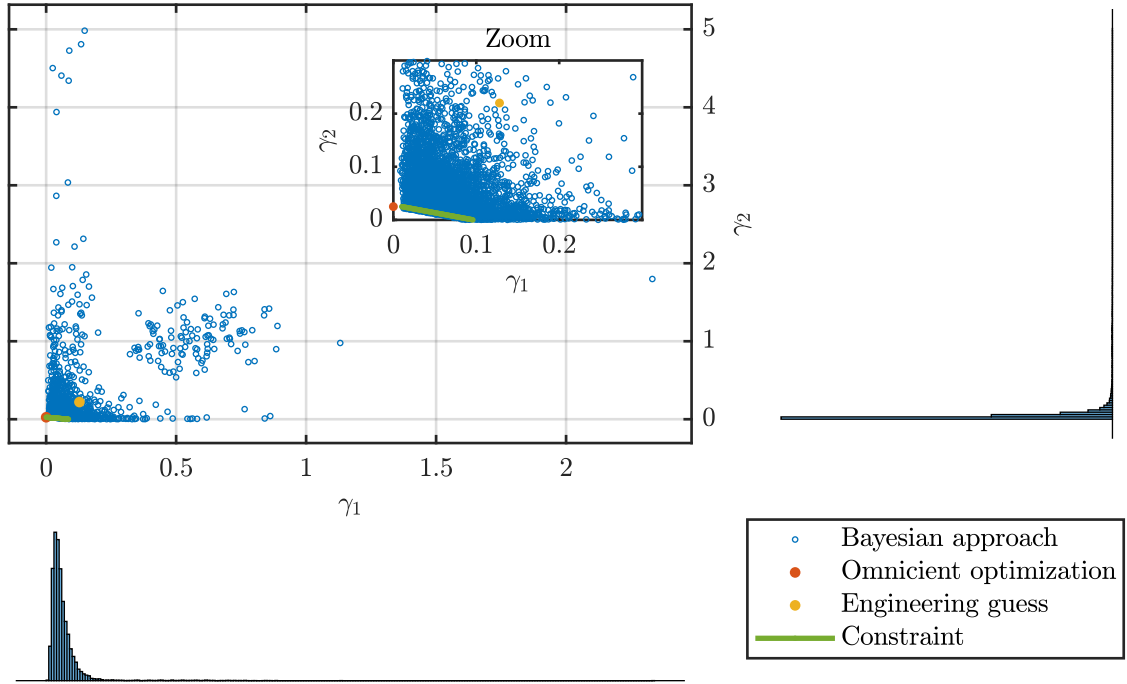 Zoom
5
4
3
2
1
0
γ2
0.2
0.1
0
γ2
0
0.1
0.2
γ1
0
0.5
1
1.5
2
γ1
Bayesian approach
Omnicient optimization
Engineering guess
Constraint